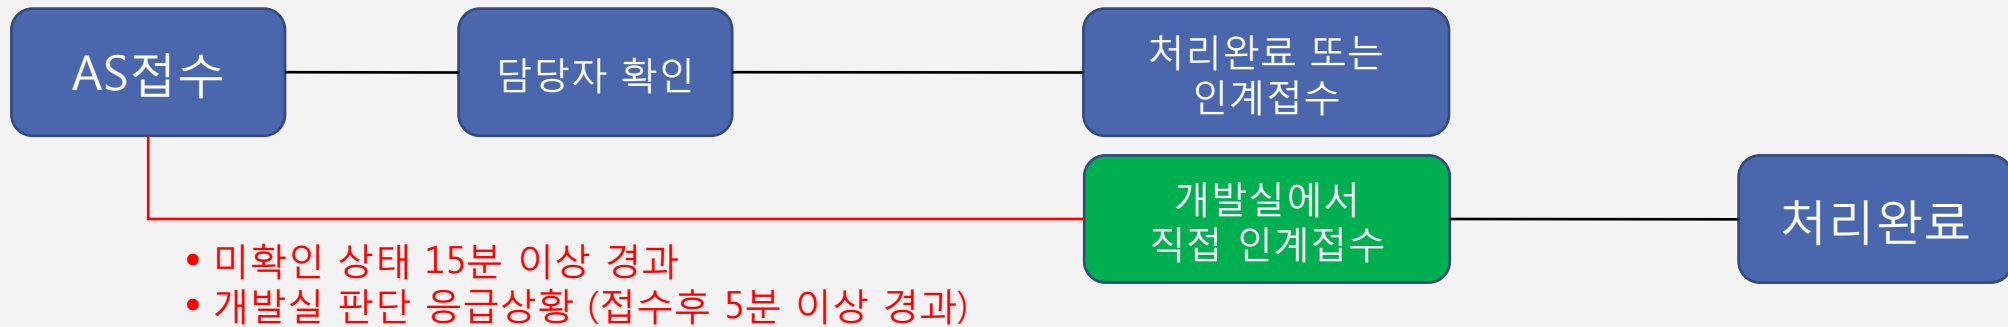 AS접수
담당자 확인
처리완료 또는
인계접수
개발실에서
직접 인계접수
처리완료
• 미확인 상태 15분 이상 경과
• 개발실 판단 응급상황 (접수후 5분 이상 경과)